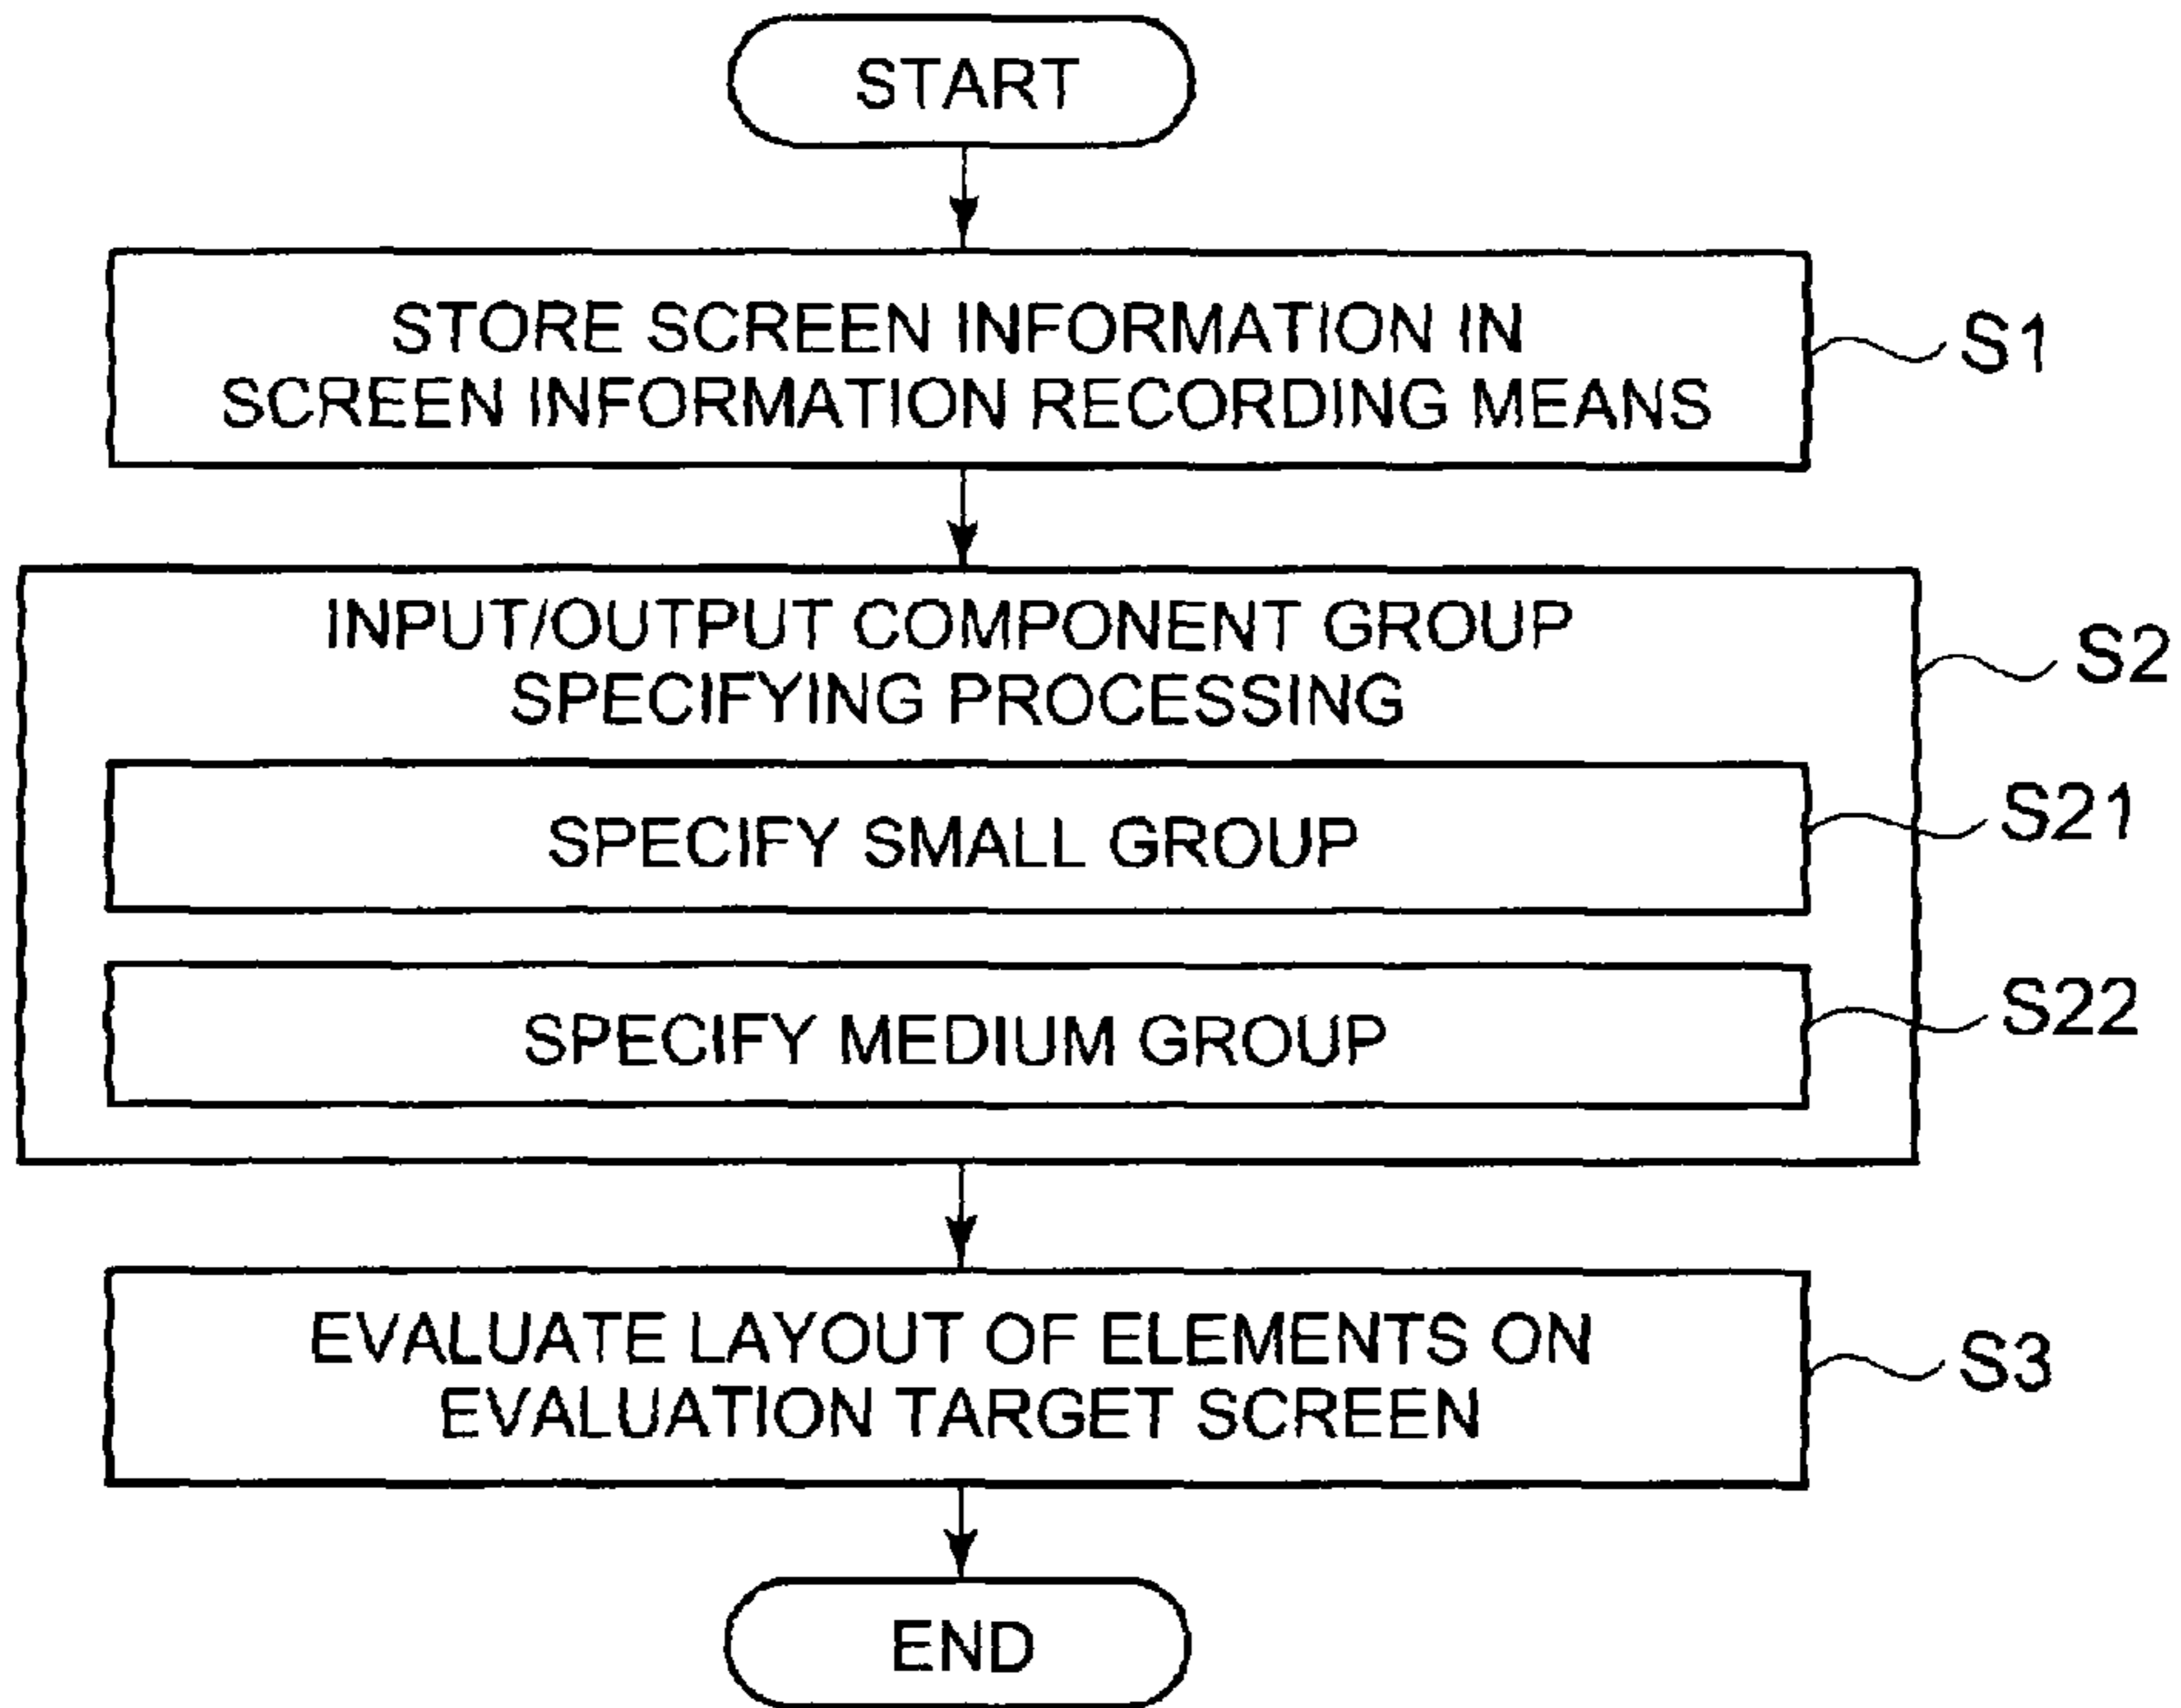 START
STORE SCREEN INFORMATION IN
SCREEN INFORMATION RECORDING MEANS
S1
INPUT/OUTPUT COMPONENT GROUP
SPECIFYING PROCESSING
S2
SPECIFY SMALL GROUP
S21
SPECIFY MEDIUM GROUP
S22
EVALUATE LAYOUT OF ELEMENTS ON
EVALUATION TARGET SCREEN
S3
END